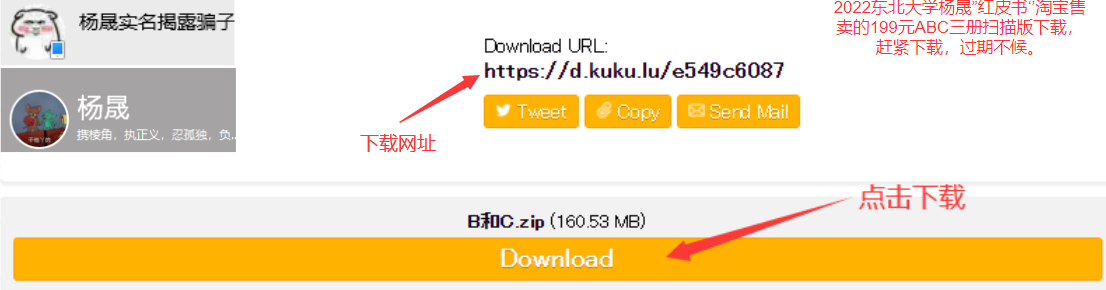 杨晟实名揭露骗子
杨晟
携棱角，执正义，忍孤独，负...
2022东北大学杨晟"红皮书"淘宝售
卖的199元ABC三册扫描版下载，
赶紧下载，过期不候。
Download URL:
https://d.kuku.lu/e549c6087
Tweet Copy Send Mail
下载网址
点击下载
B和C.zip (160.53 MB)
Download